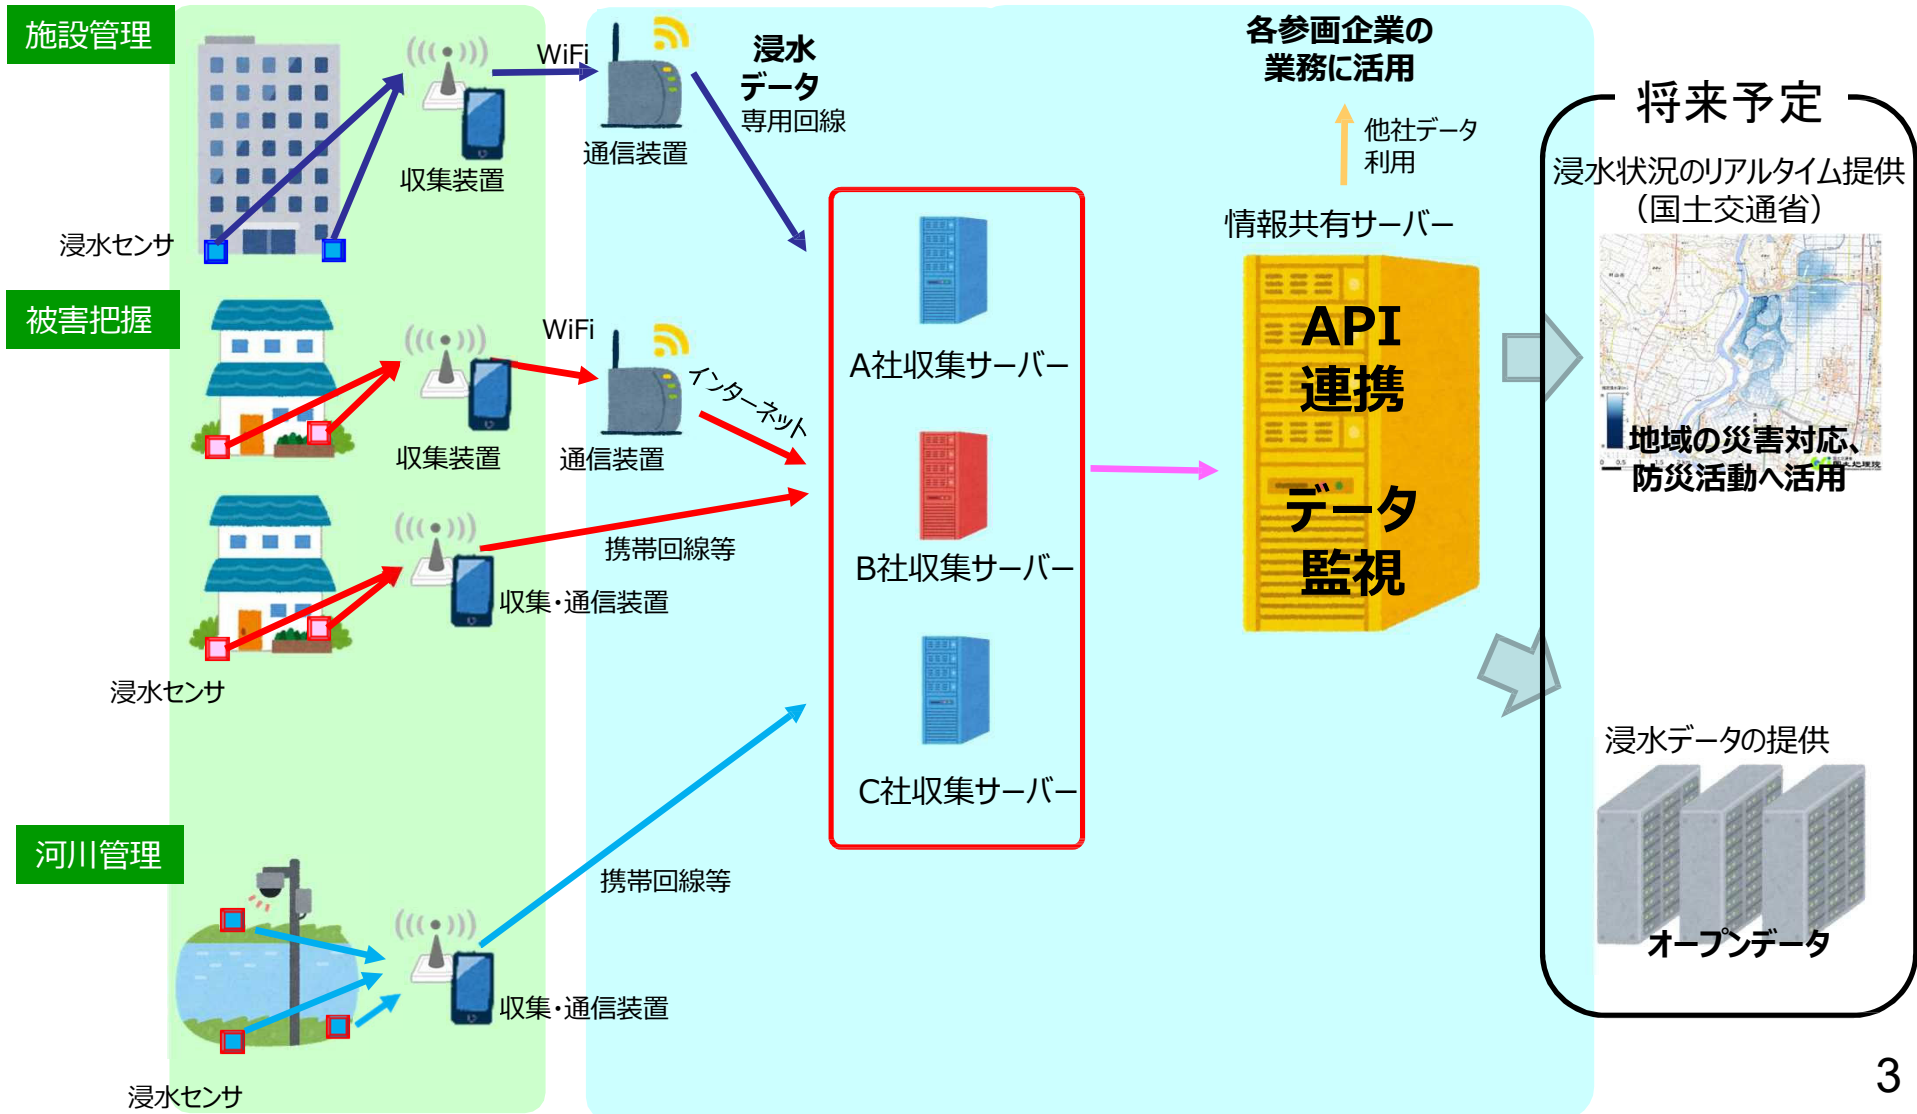 施設管理
WiFi
浸水
データ
専用回線
通信装置
収集装置
浸水センサ
各参画企業の
業務に活用
他社データ
利用
情報共有サーバー
API
連携
データ
監視
将来予定
浸水状況のリアルタイム提供
（国土交通省）
地域の災害対応、
防災活動へ活用
被害把握
WiFi
インターネット
収集装置
通信装置
携帯回線等
収集・通信装置
浸水センサ
A社収集サーバー
B社収集サーバー
C社収集サーバー
浸水データの提供
オープンデータ
河川管理
携帯回線等
収集・通信装置
浸水センサ
3